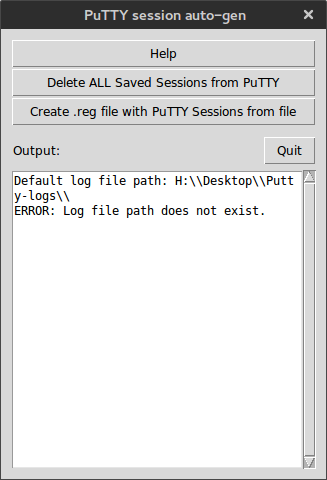 PuTTY session auto-gen
Help
Delete ALL Saved Sessions from PuTTY
Create .reg file with PuTTY Sessions from file
Output:
Quit
Default log file path: H:\\Desktop\\Putt
y-logs\\
ERROR: Log file path does not exist.